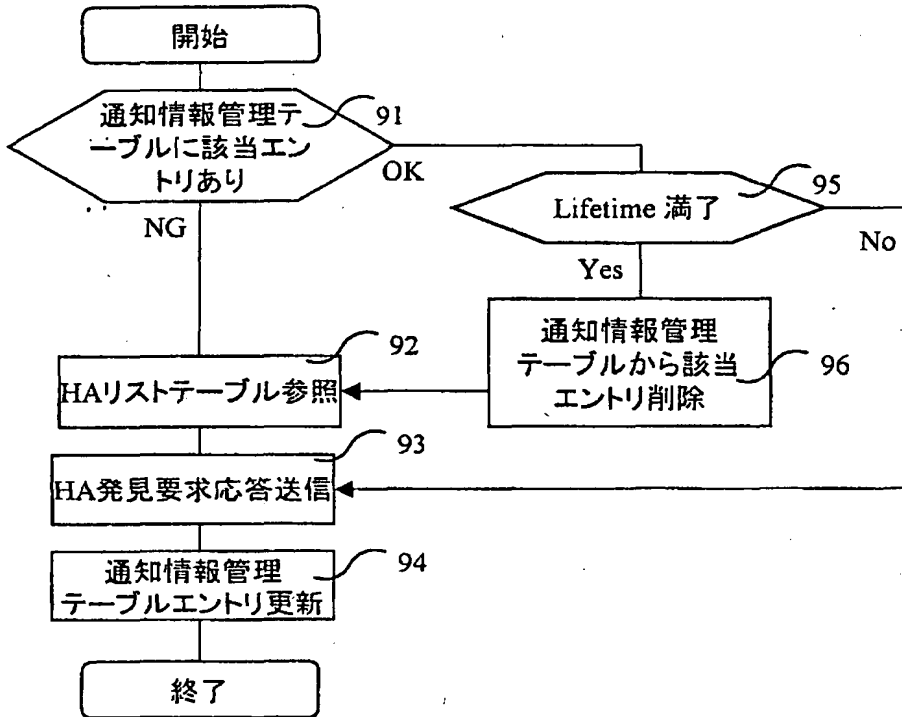 開始
通知情報管理テ
ーブルに該当エン
トリあり
91
OK
NG
Lifetime 満了
95
No
Yes
通知情報管理
テーブルから該当
エントリ削除
96
92
HAリストテーブル参照
93
HA発見要求応答送信
通知情報管理
テーブルエントリ更新
94
終了